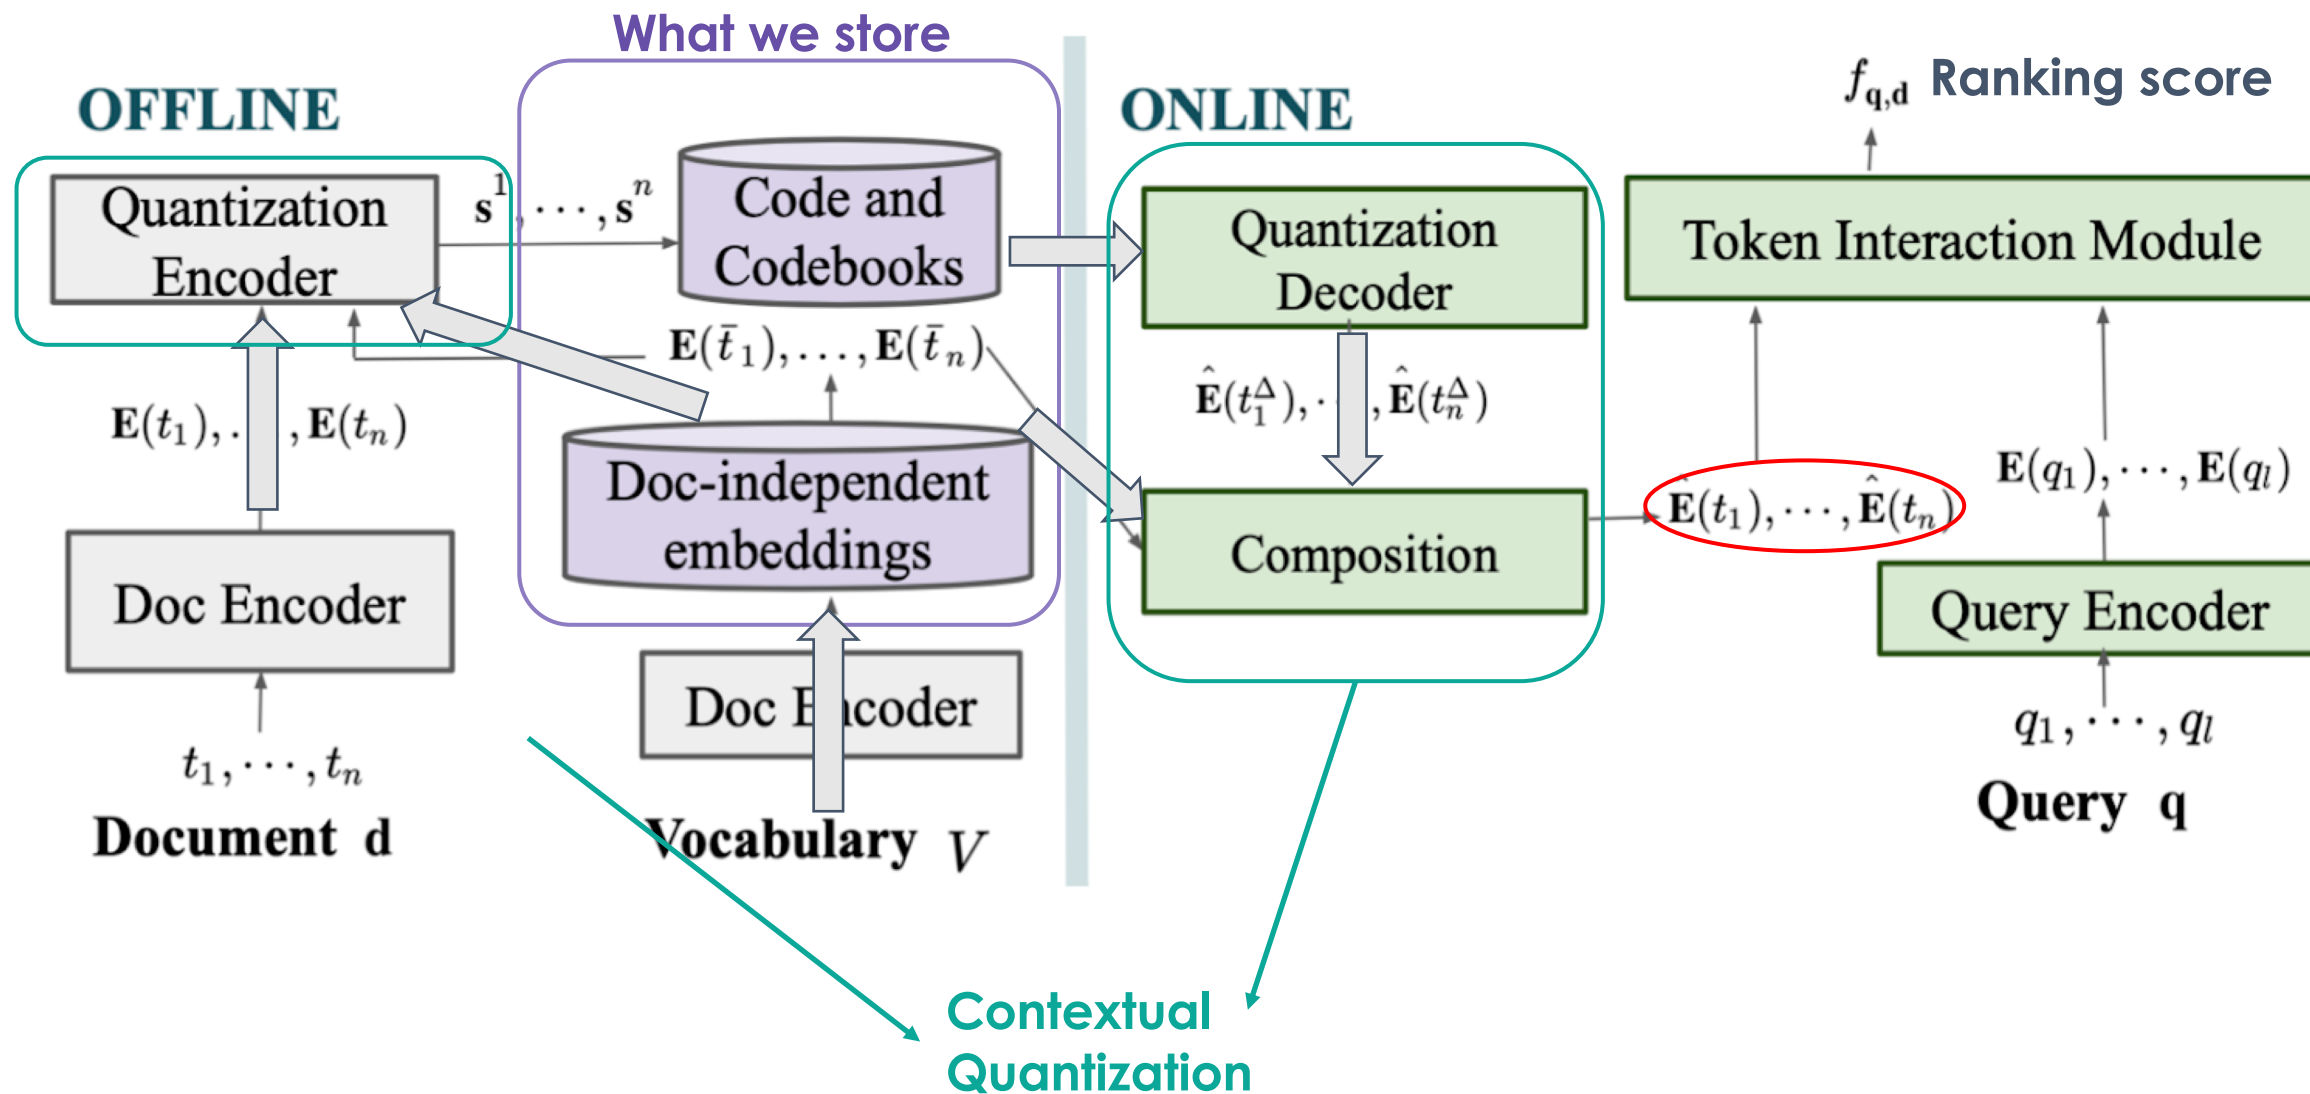 What we store
OFFLINE
ONLINE
f_{q,d} Ranking score
Quantization
Encoder
s^1, ⋯, s^n
Code and
Codebooks
Quantization
Decoder
Token Interaction Module
E(t̄_1), …, E(t̄_n)
E(t_1), . , E(t_n)
Ê(t_1^Δ), · , Ê(t_n^Δ)
Doc-independent
embeddings
Composition
Ê(t_1), ⋯, Ê(t_n)
E(q_1), ⋯, E(q_l)
Doc Encoder
Doc Encoder
Query Encoder
t_1, ⋯, t_n
q_1, ⋯, q_l
Document d
Vocabulary V
Query q
Contextual
Quantization